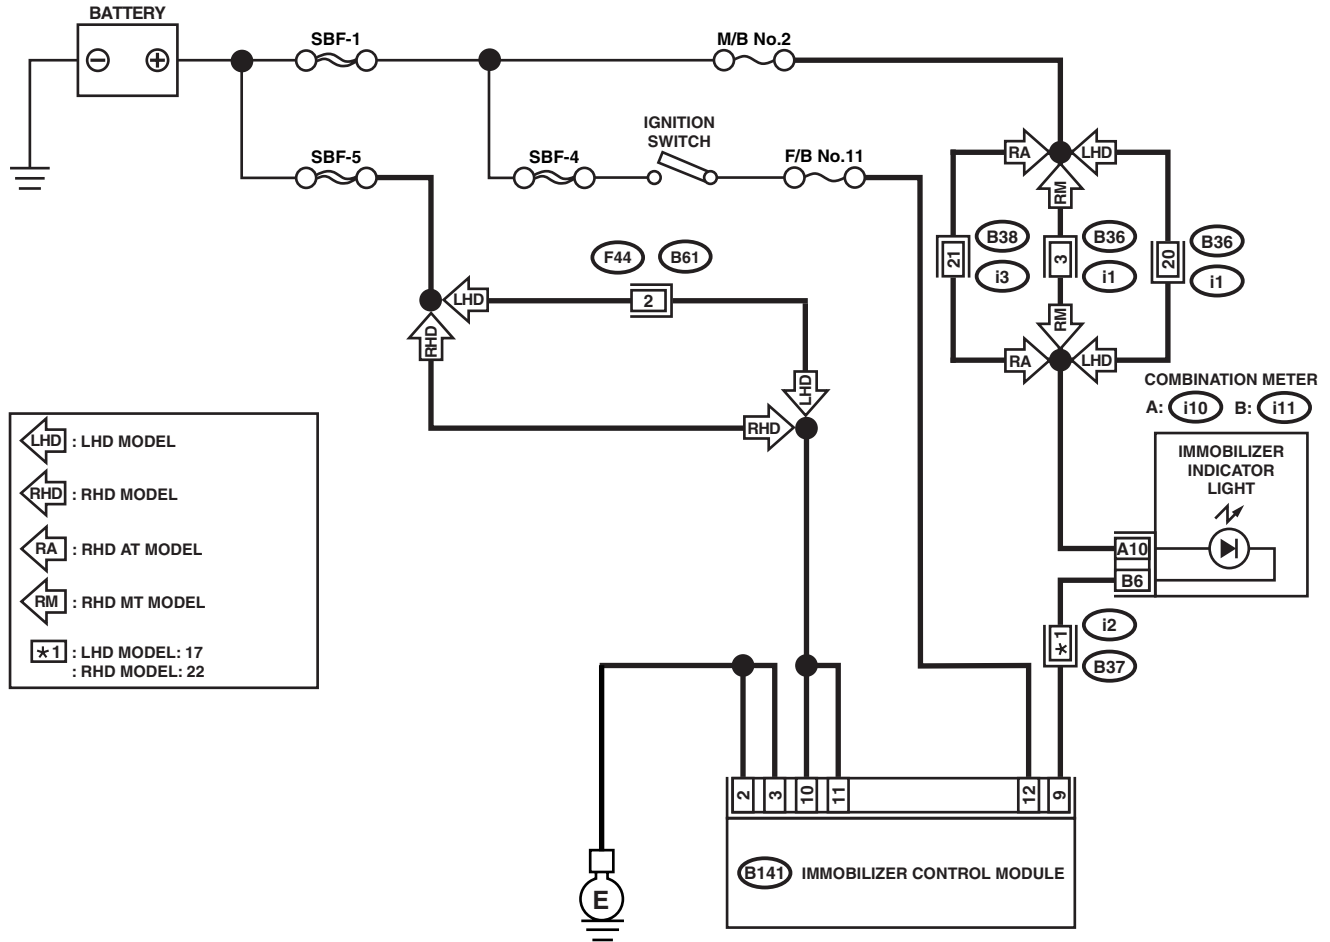 BATTERY
SBF-1
M/B No.2
SBF-5
SBF-4
IGNITION
SWITCH
F/B No.11
RA
LHD
RM
B38
i3
21
B36
i1
3
B36
i1
20
F44
B61
2
LHD
RHD
RM
RA
LHD
LHD
RHD
COMBINATION METER
A: i10 B: i11
IMMOBILIZER
INDICATOR
LIGHT
A10
B6
LHD : LHD MODEL
RHD : RHD MODEL
RA : RHD AT MODEL
RM : RHD MT MODEL
*1 : LHD MODEL: 17
: RHD MODEL: 22
*1
i2
B37
2
3
10
11
12
9
B141 IMMOBILIZER CONTROL MODULE
E